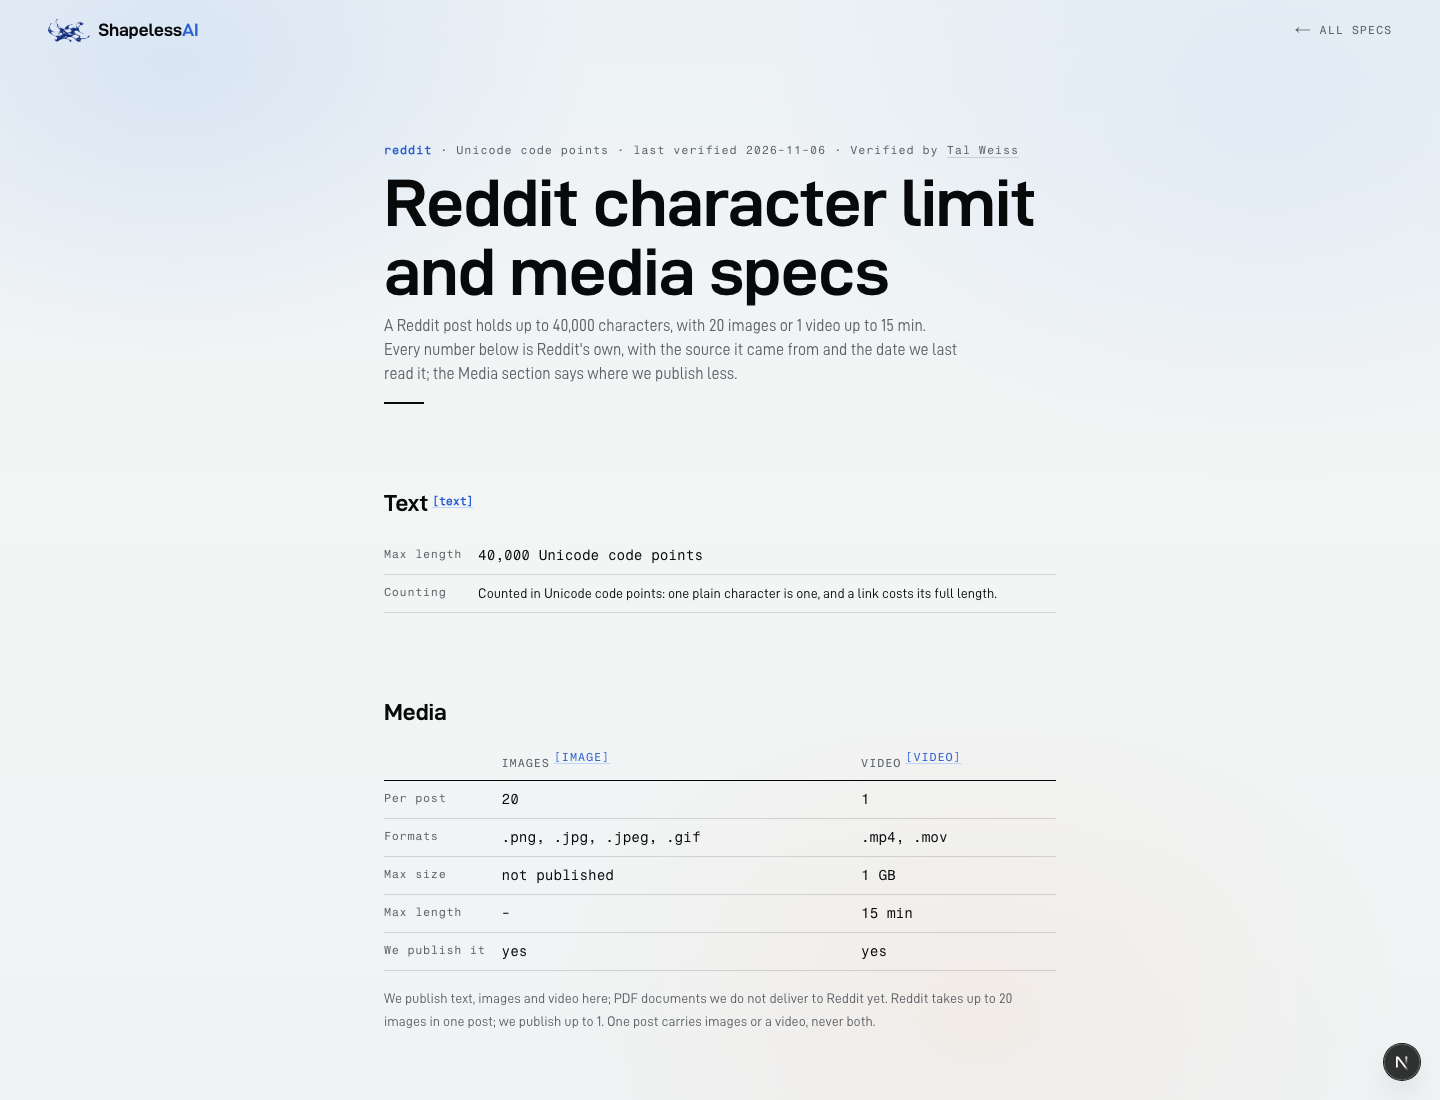 ShapelessAI
← ALL SPECS
reddit · Unicode code points · last verified 2026-11-06 · Verified by Tal Weiss
Reddit character limit
and media specs
A Reddit post holds up to 40,000 characters, with 20 images or 1 video up to 15 min.
Every number below is Reddit's own, with the source it came from and the date we last
read it; the Media section says where we publish less.
Text [text]
Max length 40,000 Unicode code points
Counting Counted in Unicode code points: one plain character is one, and a link costs its full length.
Media
IMAGES [IMAGE] VIDEO [VIDEO]
Per post 20 1
Formats .png, .jpg, .jpeg, .gif .mp4, .mov
Max size not published 1 GB
Max length – 15 min
We publish it yes yes
We publish text, images and video here; PDF documents we do not deliver to Reddit yet. Reddit takes up to 20
images in one post; we publish up to 1. One post carries images or a video, never both.
N